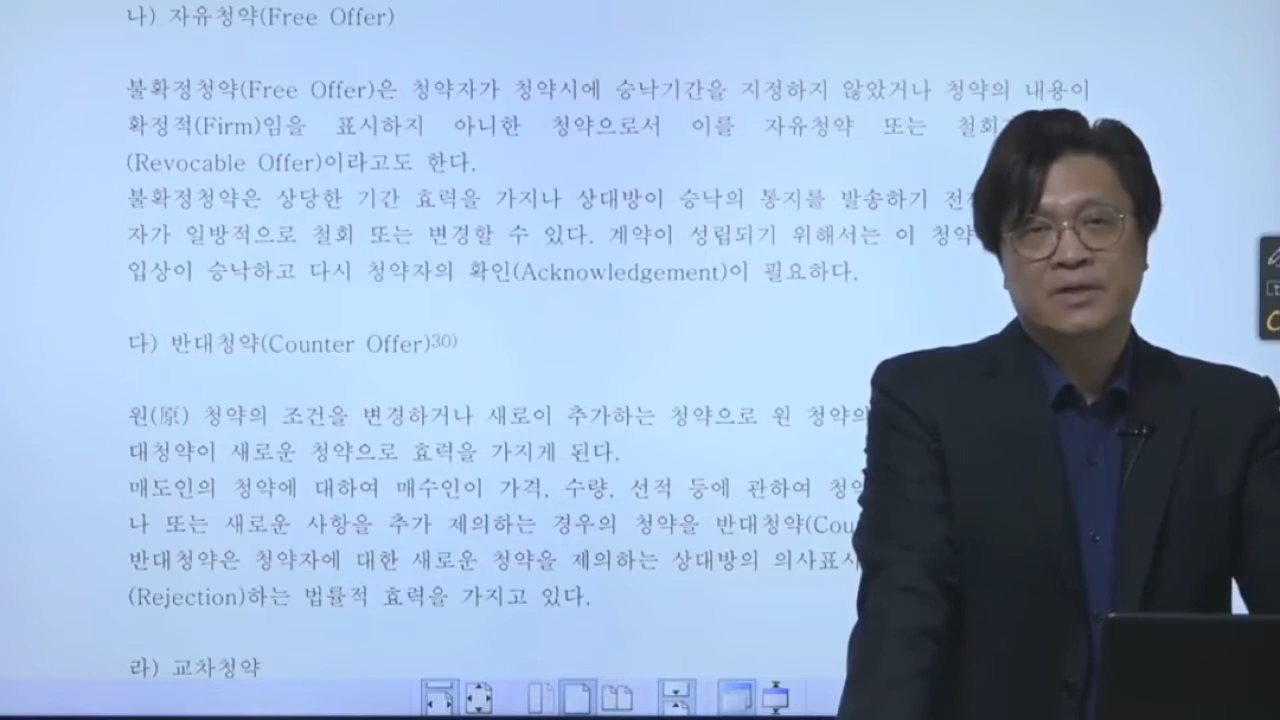 나) 자유청약(Free Offer)
불확정청약(Free Offer)은 청약자가 청약시에 승낙기간을 지정하지 않았거나 청약의 내용이
확정적(Firm)임을 표시하지 아니한 청약으로서 이를 자유청약 또는
(Revocable Offer)이라고도 한다.
불확정청약은 상당한 기간 효력을 가지나 상대방이 승낙의 통지를 발송하기
자가 일방적으로 철회 또는 변경할 수 있다. 계약이 성립되기 위해서는 이 청약
임상이 승낙하고 다시 청약자의 확인(Acknowledgement)이 필요하다.
다) 반대청약(Counter Offer)30)
원(原) 청약의 조건을 변경하거나 새로이 추가하는 청약으로 원 청약의
대청약이 새로운 청약으로 효력을 가지게 된다.
매도인의 청약에 대하여 매수인이 가격, 수량, 선적 등에 관하여
나 또는 새로운 사항을 추가 제의하는 경우의 청약을 반대청약
반대청약은 청약자에 대한 새로운 청약을 제의하는 상대방의
(Rejection)하는 법률적 효력을 가지고 있다.
라) 교차청약